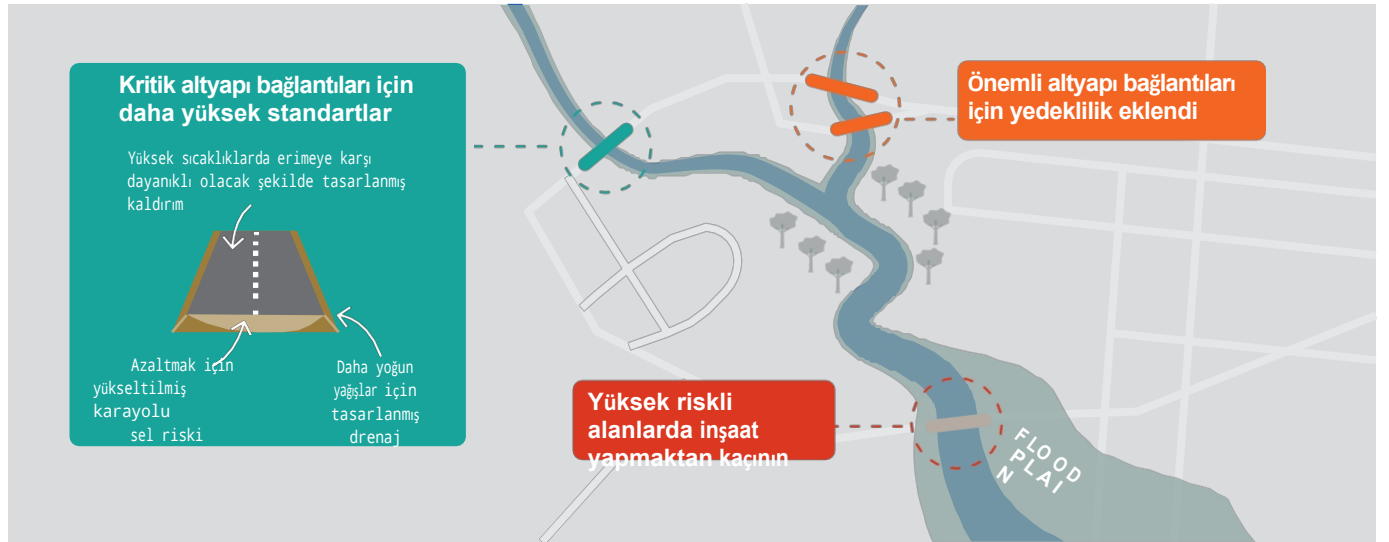 Kritik altyapı bağlantıları için
daha yüksek standartlar
Yüksek sıcaklıklarda erimeye karşı
dayanıklı olacak şekilde tasarlanmış
kaldırım
Azaltmak için
yükseltilmiş
karayolu
sel riski
Daha yoğun
yağışlar için
tasarlanmış
drenaj
Önemli altyapı bağlantıları
için yedeklilik eklendi
Yüksek riskli
alanlarda inşaat
yapmaktan kaçının
FLOOD
PLAI
N